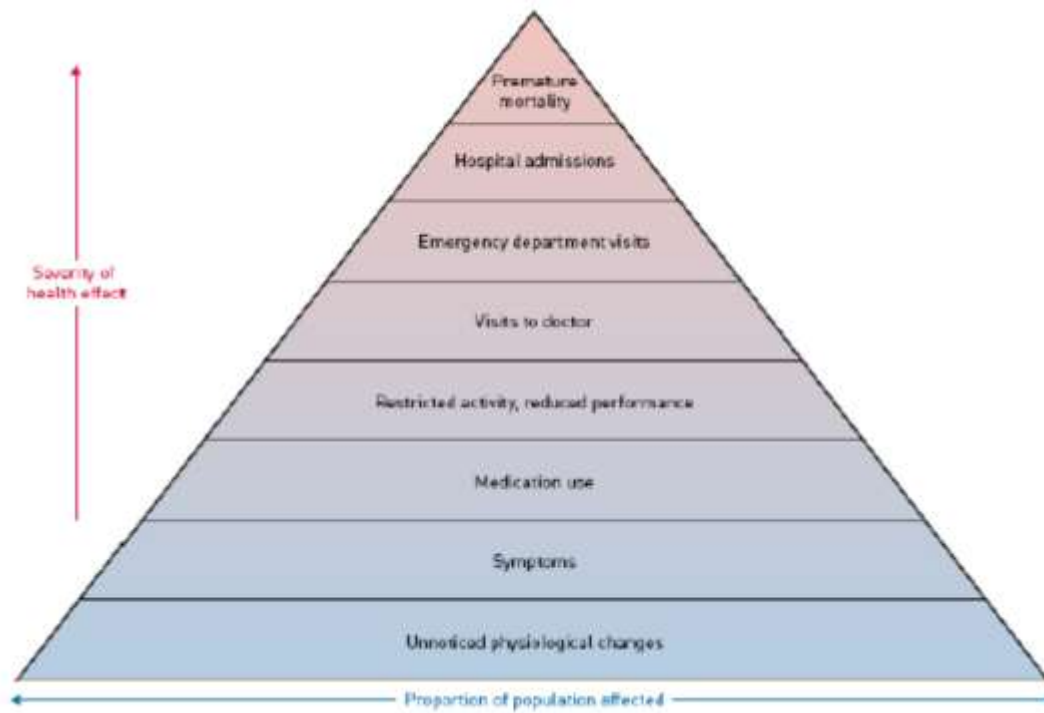 Premature
mortality
Hospital admissions
Emergency department visits
Severity of
health effect
Visits to doctor
Restricted activity, reduced performance
Medication use
Symptoms
Unnoticed physiological changes
Proportion of population affected